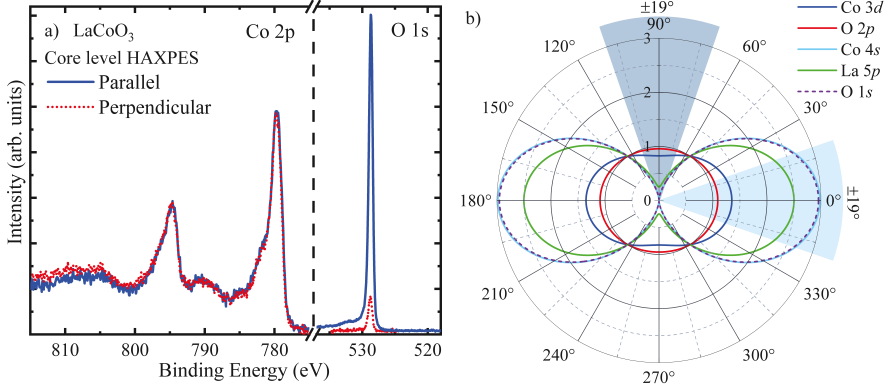 a) LaCoO₃
Co 2p
O 1s
Core level HAXPES
Parallel
Perpendicular
Intensity (arb. units)
810 800 790 780 528 520
Binding Energy (eV)
b)
±19°
90°
3
2
1
0
120°
60°
150°
30°
180°
0°
±19°
210°
330°
240°
300°
270°
Co 3d
O 2p
Co 4s
La 5p
O 1s